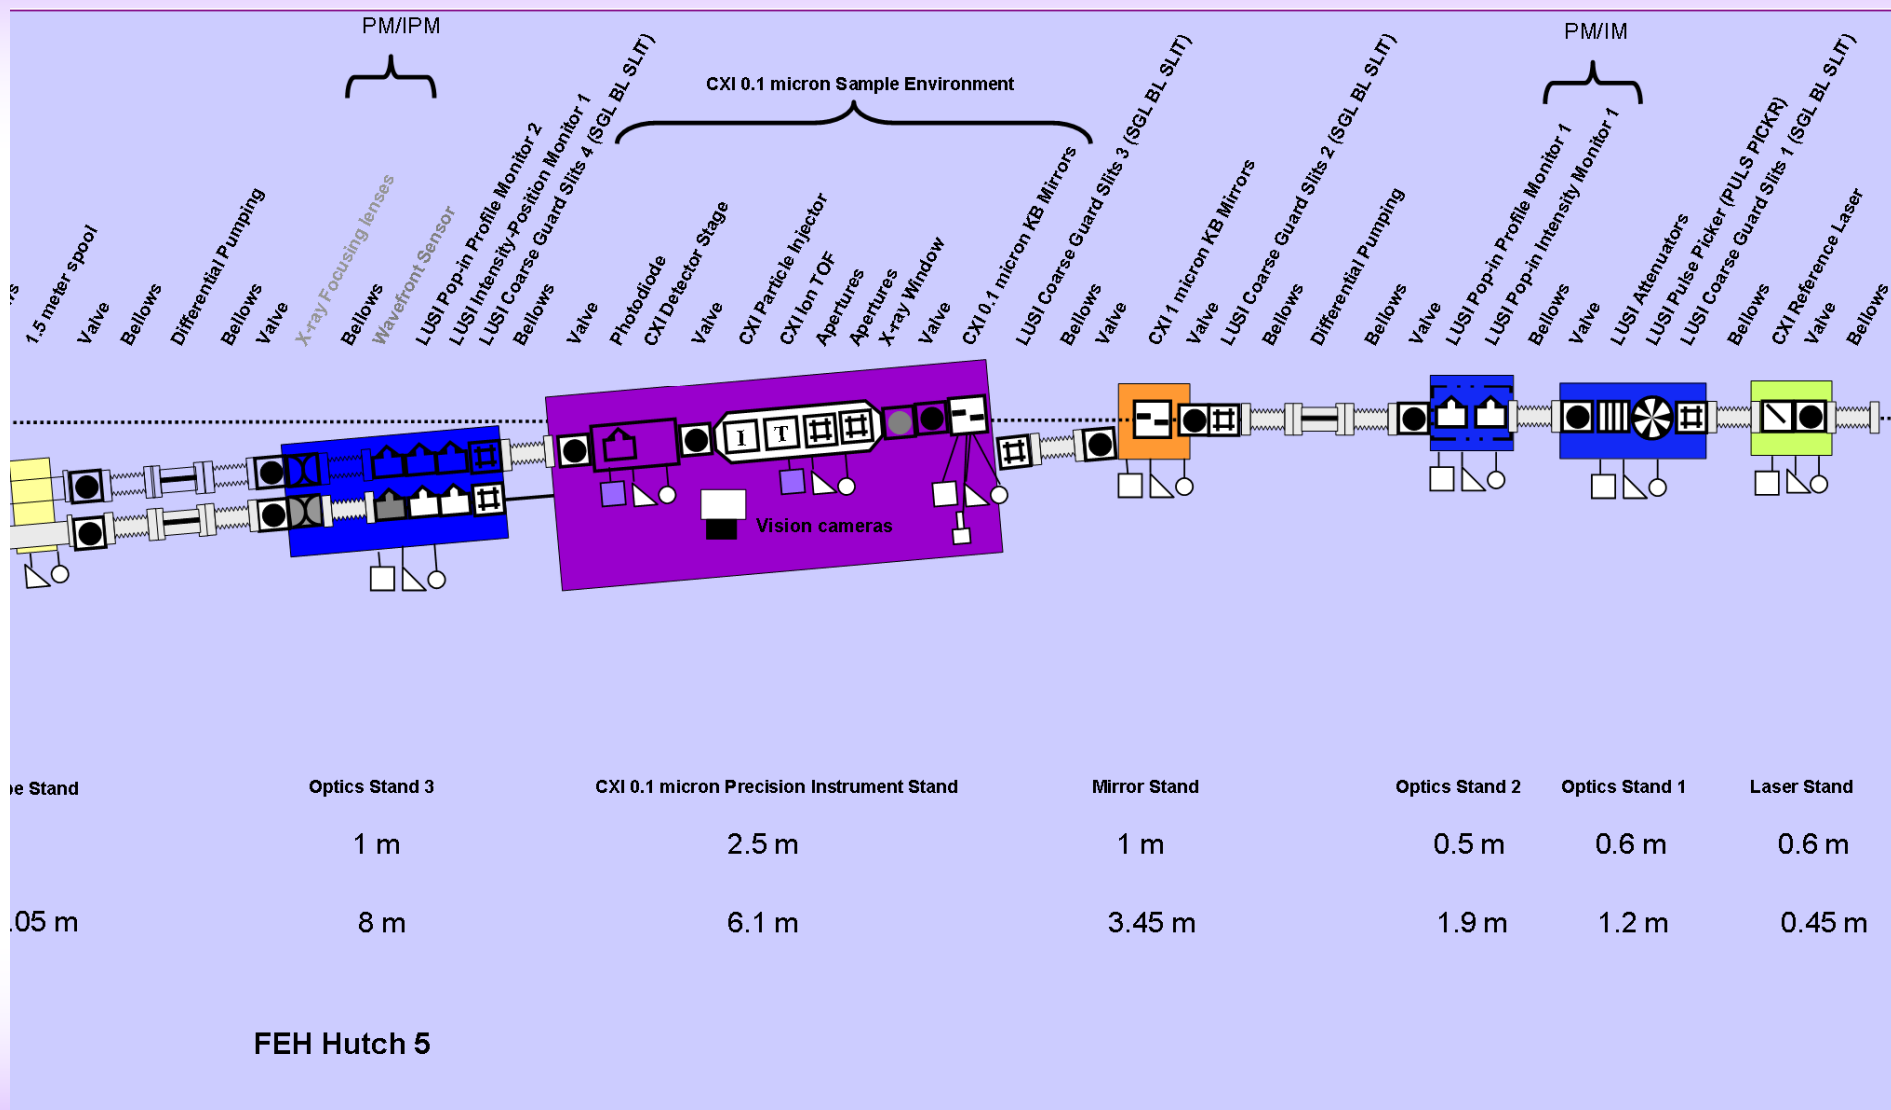 PM/IPM
PM/IM
CXI 0.1 micron Sample Environment
1.5 meter spool
Valve
Bellows
Differential Pumping
Bellows
Valve
X-ray Focusing lenses
Bellows
Wavefront Sensor
LUSI Pop-in Profile Monitor 2
LUSI Intensity-Position Monitor 1
LUSI Coarse Guard Slits 4 (SGL BL SLIT)
Bellows
Valve
Photodiode
CXI Detector Stage
Valve
CXI Particle Injector
CXI Ion TOF
Apertures
Apertures
X-ray Window
Valve
CXI 0.1 micron KB Mirrors
LUSI Coarse Guard Slits 3 (SGL BL SLIT)
Bellows
Valve
CXI 1 micron KB Mirrors
Valve
LUSI Coarse Guard Slits 2 (SGL BL SLIT)
Bellows
Differential Pumping
Bellows
Valve
LUSI Pop-in Profile Monitor 1
LUSI Pop-in Intensity Monitor 1
Bellows
Valve
LUSI Attenuators
LUSI Pulse Picker (PULS PICKR)
LUSI Coarse Guard Slits 1 (SGL BL SLIT)
Bellows
CXI Reference Laser
Valve
Bellows
I
T
Vision cameras
Stand
Optics Stand 3
CXI 0.1 micron Precision Instrument Stand
Mirror Stand
Optics Stand 2
Optics Stand 1
Laser Stand
1 m
2.5 m
1 m
0.5 m
0.6 m
0.6 m
.05 m
8 m
6.1 m
3.45 m
1.9 m
1.2 m
0.45 m
FEH Hutch 5